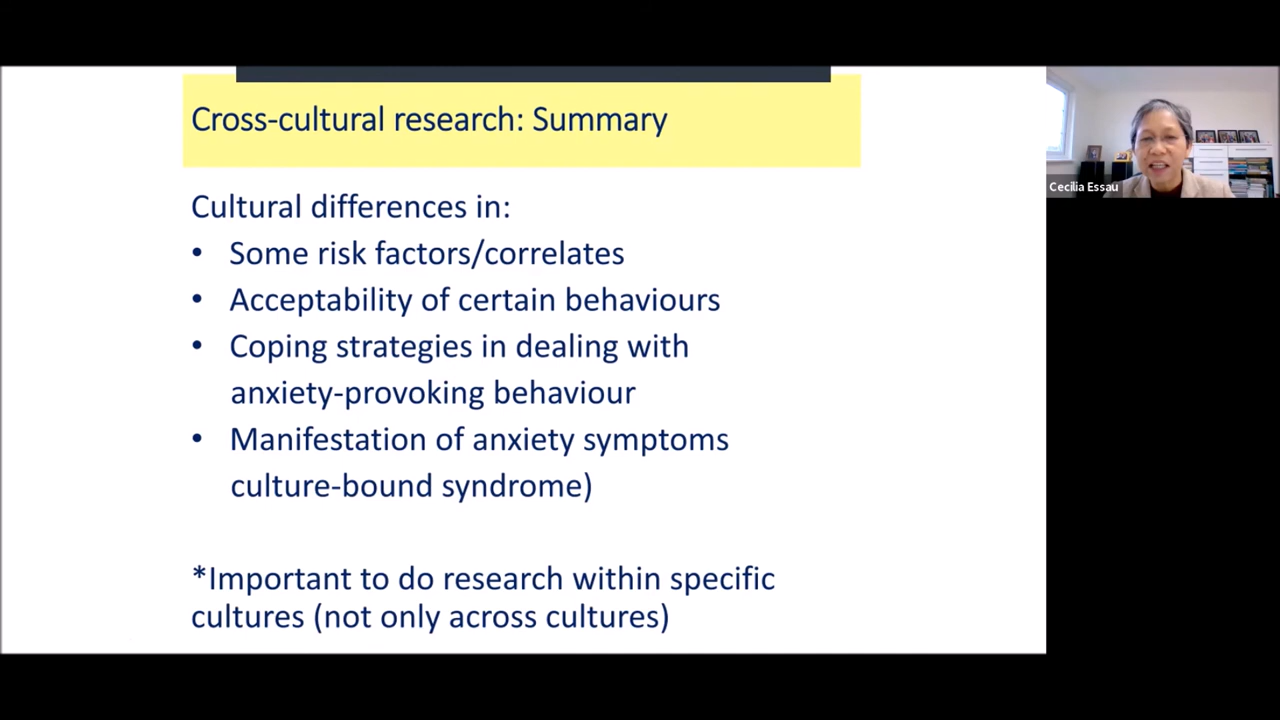 Cross-cultural research: Summary
Cultural differences in:
• Some risk factors/correlates
• Acceptability of certain behaviours
• Coping strategies in dealing with
anxiety-provoking behaviour
• Manifestation of anxiety symptoms
culture-bound syndrome)
*Important to do research within specific
cultures (not only across cultures)
Cecilia Essau